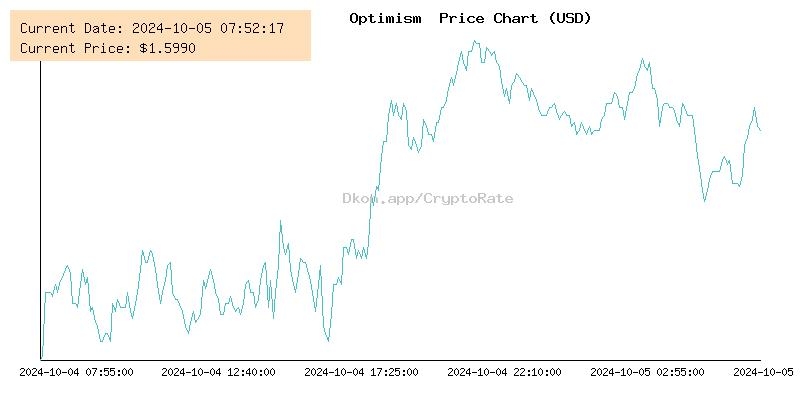 Optimism Price Chart (USD)
Current Date: 2024-10-05 07:52:17
Current Price: $1.5990
Dkon.app/CryptoRate
2024-10-04 07:55:00 2024-10-04 12:40:00 2024-10-04 17:25:00 2024-10-04 22:10:00 2024-10-05 02:55:00 2024-10-05